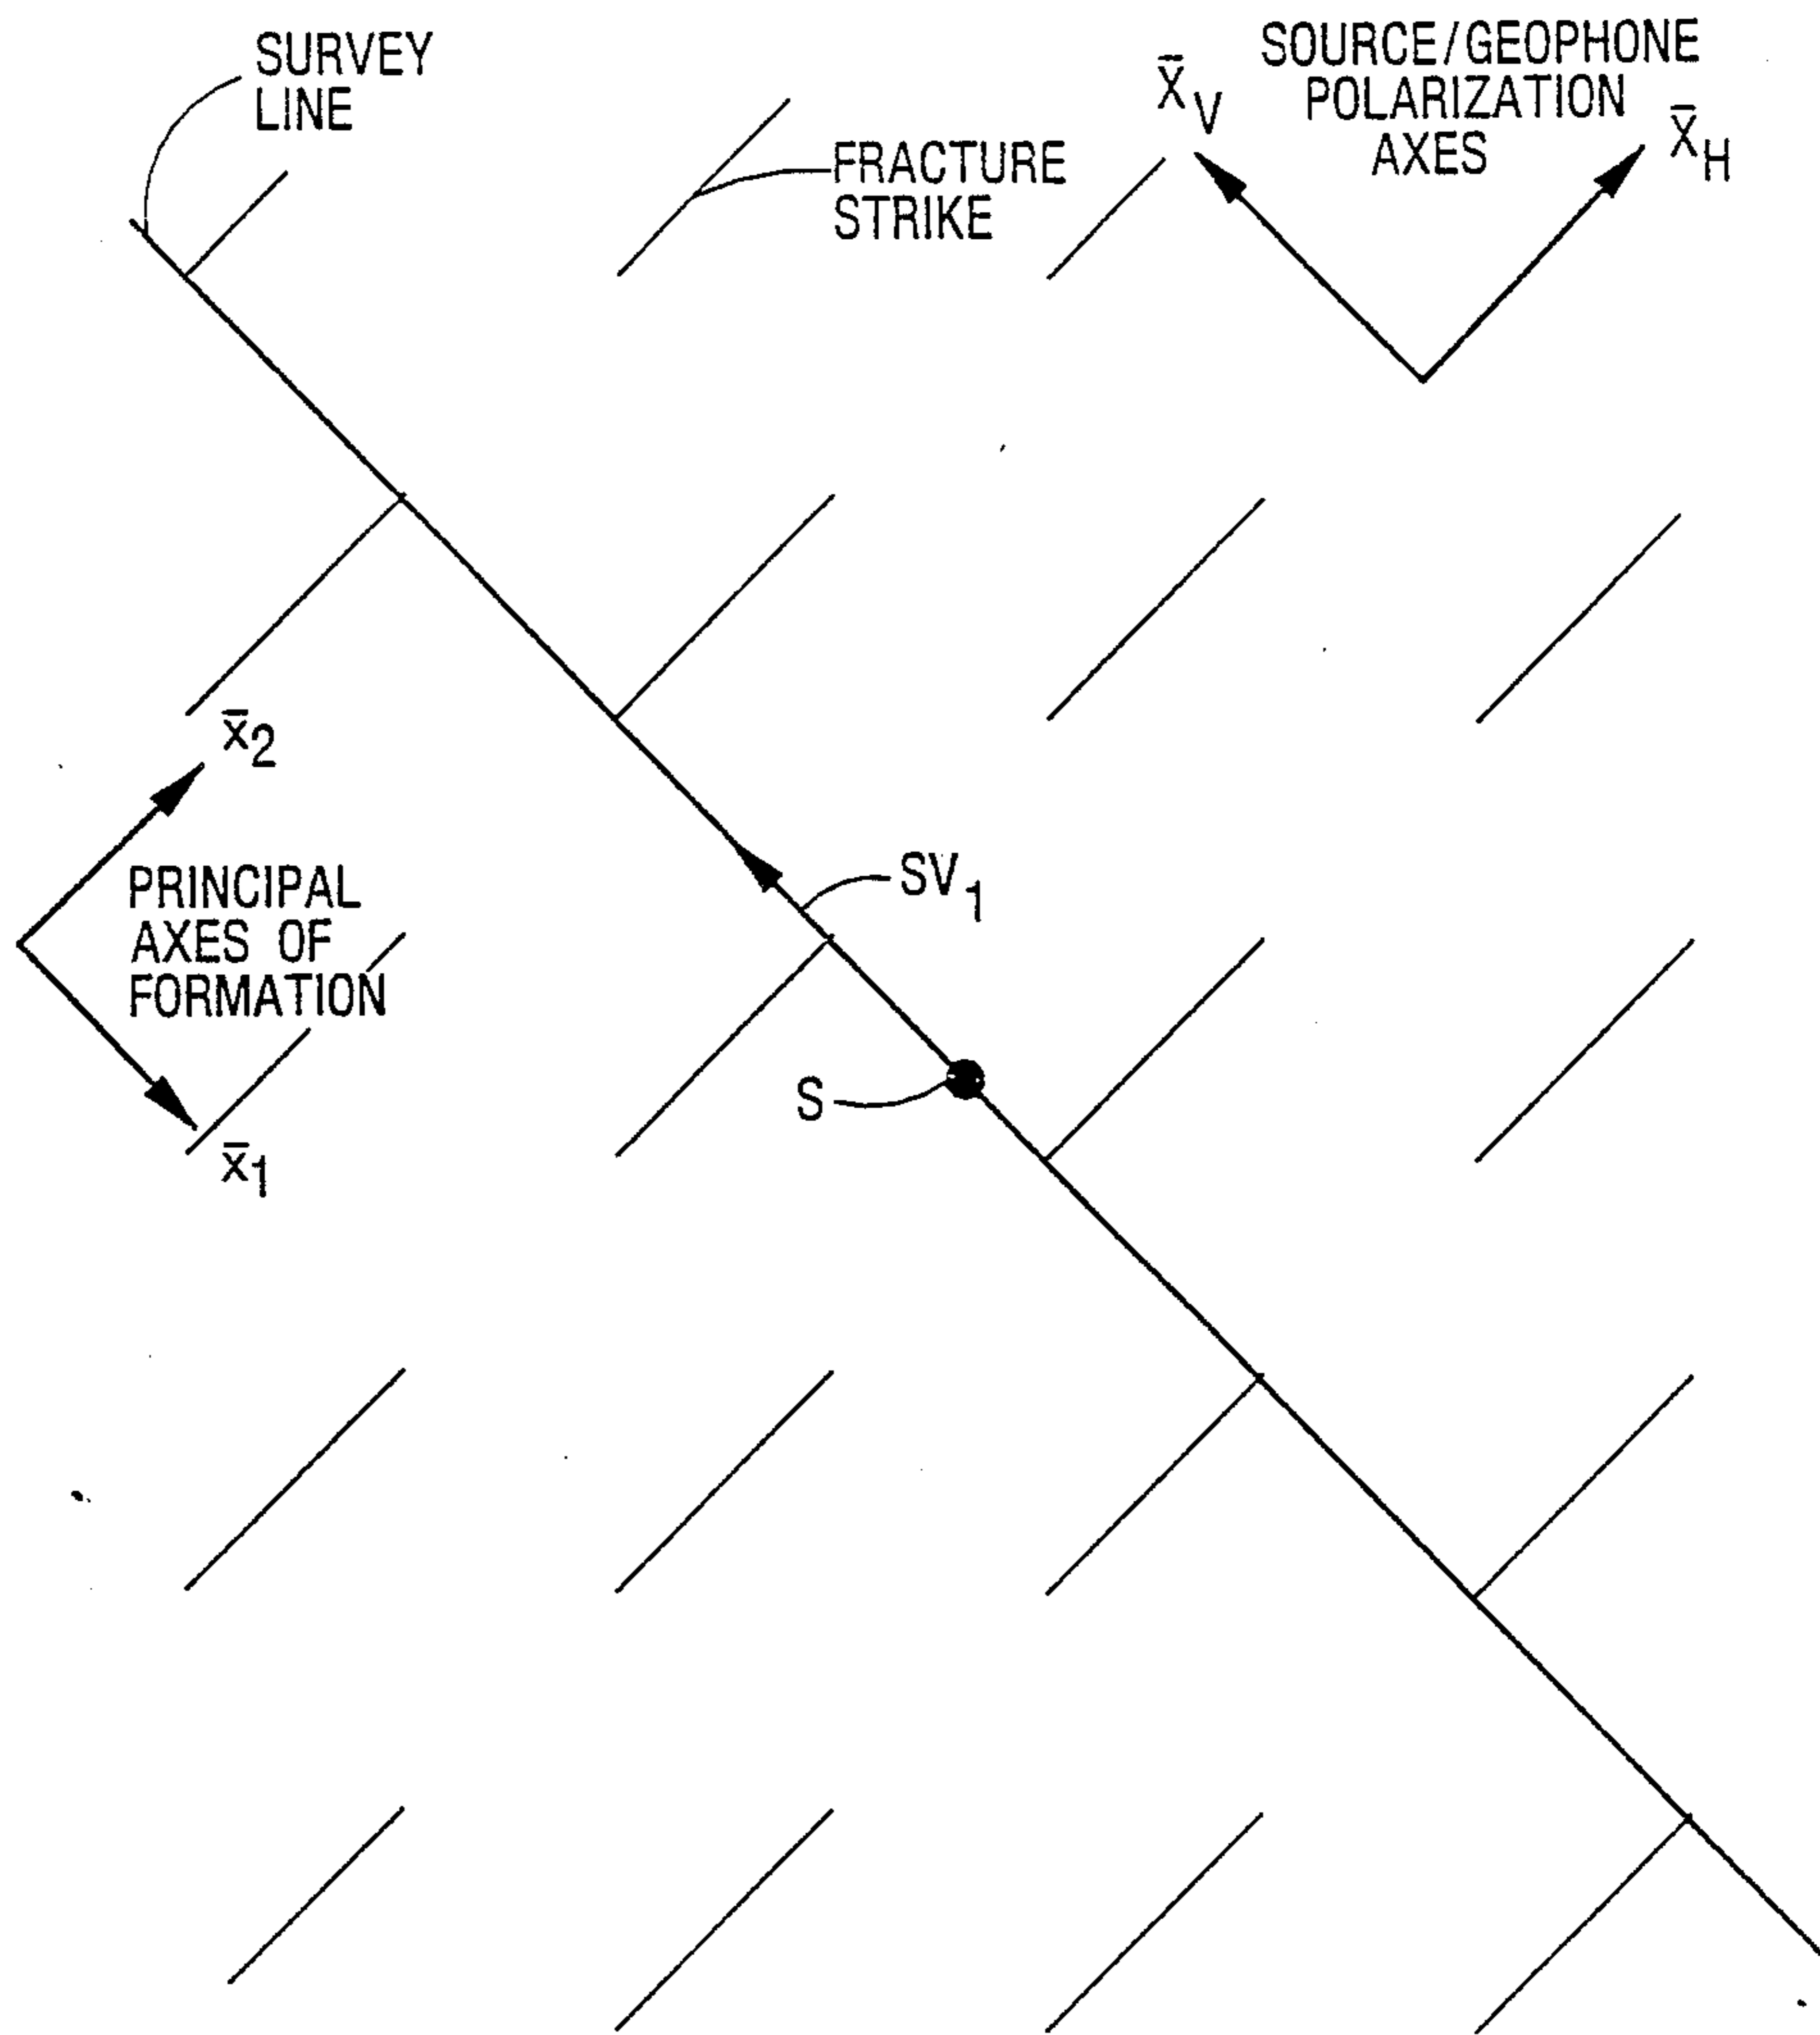 SURVEY
LINE
FRACTURE
STRIKE
SOURCE/GEOPHONE
POLARIZATION
AXES
X̄V
X̄H
x̄2
PRINCIPAL
AXES OF
FORMATION
x̄1
SV1
S